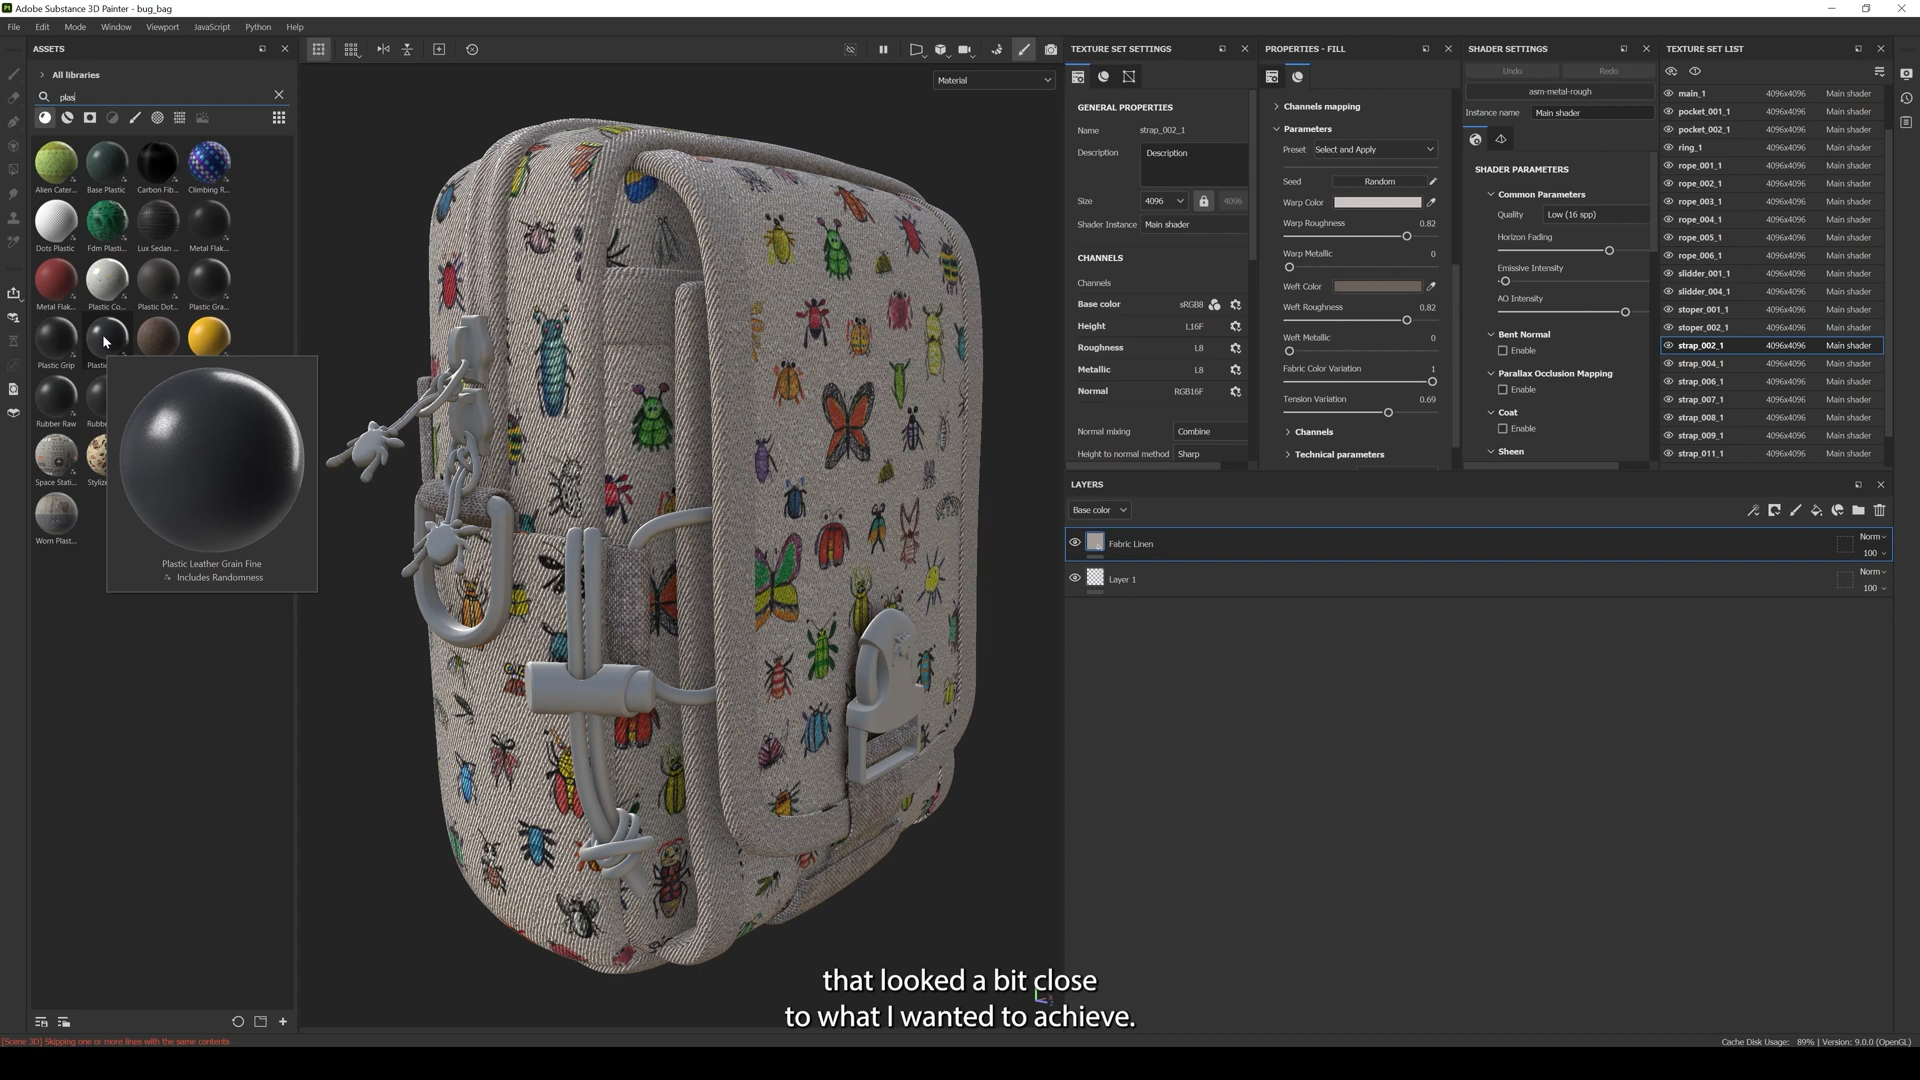 Adobe Substance 3D Painter - bug_bag
File Edit Mode Window Viewport JavaScript Python Help
ASSETS
All libraries
plas
Alien Cater... Base Plastic Carbon Fib... Climbing R...
Dots Plastic Fdm Plasti... Lux Sedan ... Metal Flak...
Metal Flak... Plastic Co... Plastic Dot... Plastic Gra...
Plastic Grip Plastic
Rubber Raw Rubbe
Space Stati... Styliz
Worn Plast...
Plastic Leather Grain Fine
Includes Randomness
Material
that looked a bit close
to what I wanted to achieve.
TEXTURE SET SETTINGS
GENERAL PROPERTIES
Name strap_002_1
Description Description
Size 4096 4096
Shader Instance Main shader
CHANNELS
Channels
Base color sRGB8
Height L16F
Roughness L8
Metallic L8
Normal RGB16F
Normal mixing Combine
Height to normal method Sharp
PROPERTIES - FILL
Channels mapping
Parameters
Preset Select and Apply
Seed Random
Warp Color
Warp Roughness 0.82
Warp Metallic 0
Weft Color
Weft Roughness 0.82
Weft Metallic 0
Fabric Color Variation 1
Tension Variation 0.69
Channels
Technical parameters
SHADER SETTINGS
Undo Redo
asm-metal-rough
Instance name Main shader
SHADER PARAMETERS
Common Parameters
Quality Low (16 spp)
Horizon Fading
Emissive Intensity
AO Intensity
Bent Normal
Enable
Parallax Occlusion Mapping
Enable
Coat
Enable
Sheen
TEXTURE SET LIST
main_1 4096x4096 Main shader
pocket_001_1 4096x4096 Main shader
pocket_002_1 4096x4096 Main shader
ring_1 4096x4096 Main shader
rope_001_1 4096x4096 Main shader
rope_002_1 4096x4096 Main shader
rope_003_1 4096x4096 Main shader
rope_004_1 4096x4096 Main shader
rope_005_1 4096x4096 Main shader
rope_006_1 4096x4096 Main shader
slidder_001_1 4096x4096 Main shader
slidder_004_1 4096x4096 Main shader
stoper_001_1 4096x4096 Main shader
stoper_002_1 4096x4096 Main shader
strap_002_1 4096x4096 Main shader
strap_004_1 4096x4096 Main shader
strap_006_1 4096x4096 Main shader
strap_007_1 4096x4096 Main shader
strap_008_1 4096x4096 Main shader
strap_009_1 4096x4096 Main shader
strap_011_1 4096x4096 Main shader
LAYERS
Base color
Fabric Linen Norm 100
Layer 1 Norm 100
[Scene 3D] Skipping one or more lines with the same contents
Cache Disk Usage: 89% | Version: 9.0.0 (OpenGL)